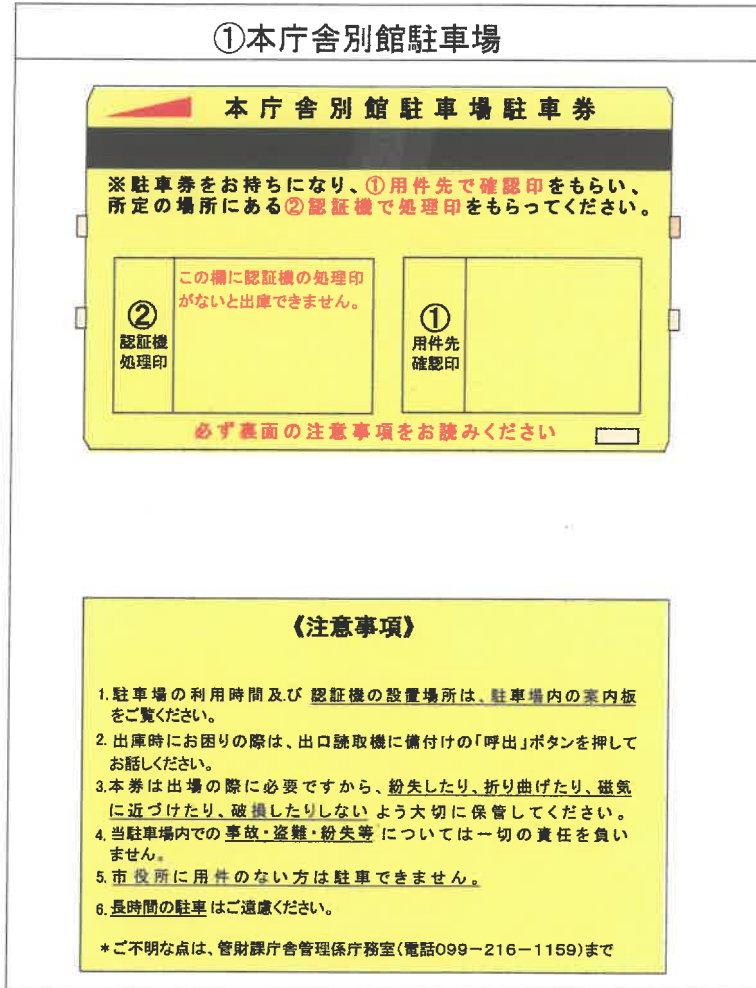 ①本庁舎別館駐車場
本庁舎別館駐車場駐車券
※駐車券をお持ちになり、①用件先で確認印をもらい、
所定の場所にある②認証機で処理印をもらってください。
この欄に認証機の処理印
がないと出庫できません。
②
認証機
処理印
①
用件先
確認印
必ず裏面の注意事項をお読みください
《注意事項》
1.駐車場の利用時間及び 認証機の設置場所は、駐車場内の案内板
をご覧ください。
2. 出庫時にお困りの際は、出口読取機に備付けの「呼出」ボタンを押して
お話しください。
3.本券は出場の際に必要ですから、紛失したり、折り曲げたり、磁気
に近づけたり、破損したりしない よう大切に保管してください。
4. 当駐車場内での 事故・盗難・紛失等 については一切の責任を負い
ません。
5. 市役所に用件のない方は駐車できません。
6. 長時間の駐車 はご遠慮ください。
*ご不明な点は、管財課庁舎管理係庁務室(電話099-216-1159)まで